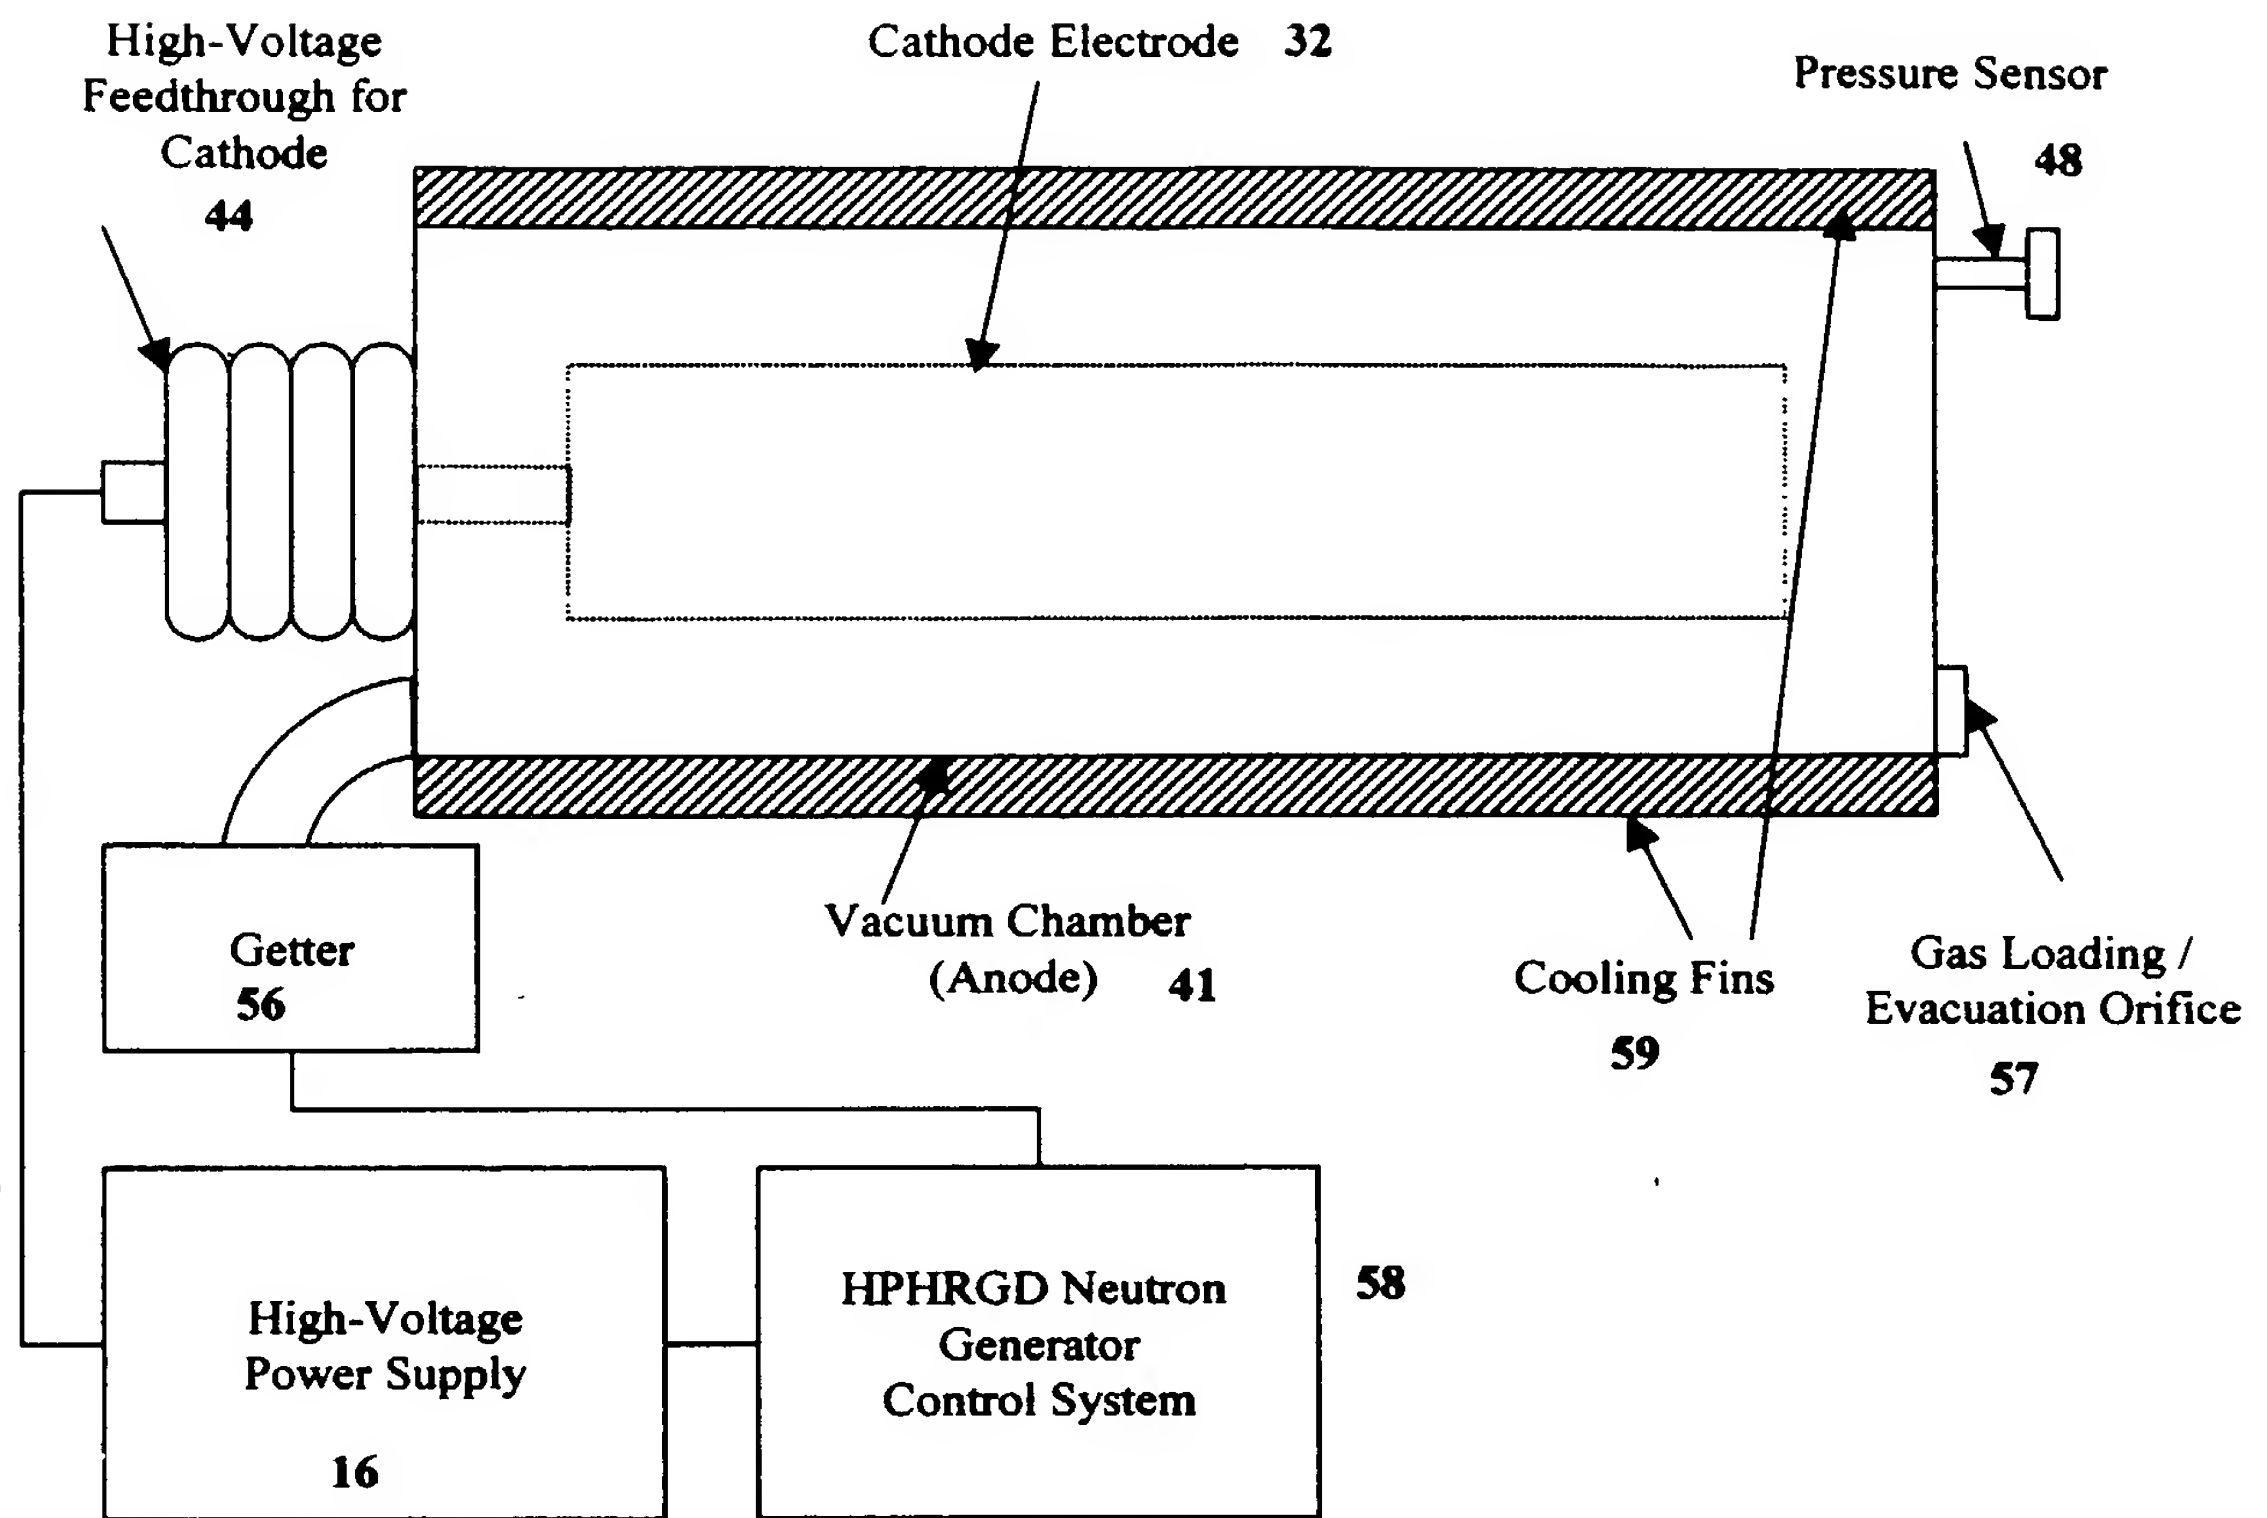 High-Voltage
Feedthrough for
Cathode
44
Cathode Electrode 32
Pressure Sensor
48
Getter
56
Vacuum Chamber
(Anode) 41
Cooling Fins
59
Gas Loading /
Evacuation Orifice
57
High-Voltage
Power Supply
16
HPHRGD Neutron
Generator
Control System
58